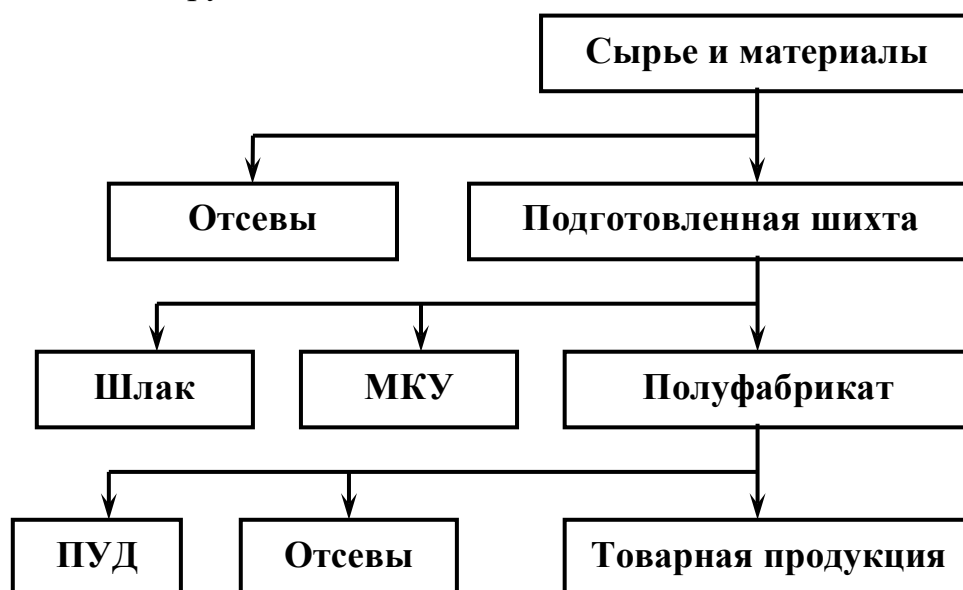 Сырье и материалы
Отсевы
Подготовленная шихта
Шлак
МКУ
Полуфабрикат
ПУД
Отсевы
Товарная продукция